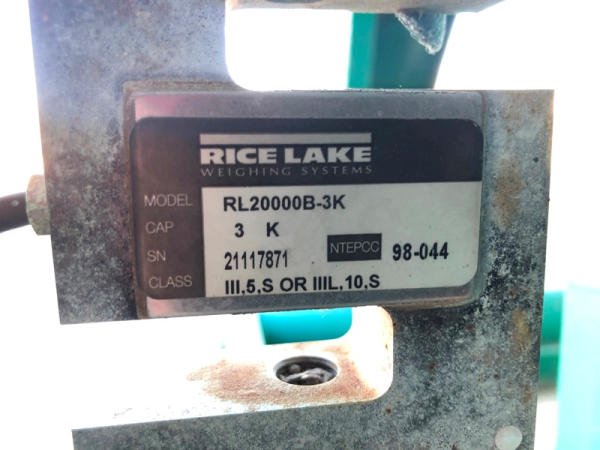 RICE LAKE
WEIGHING SYSTEMS
MODEL RL20000B-3K
CAP 3 K
SN 21117871 NTEPCC 98-044
CLASS III,5,S OR IIIL,10,S